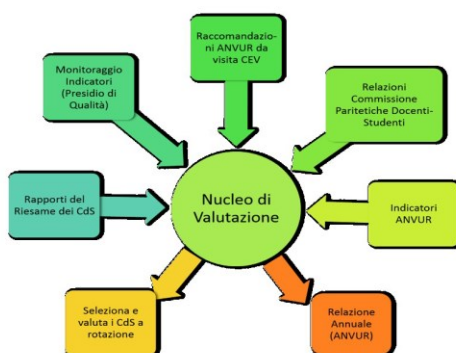 Raccomandazio-
ni ANVUR da
visita CEV
Monitoraggio
Indicatori
(Presidio di
Qualità)
Relazioni
Commissione
Paritetiche Docenti-
Studenti
Nucleo di
Valutazione
Rapporti del
Riesame dei CdS
Indicatori
ANVUR
Seleziona e
valuta i CdS a
rotazione
Relazione
Annuale
(ANVUR)